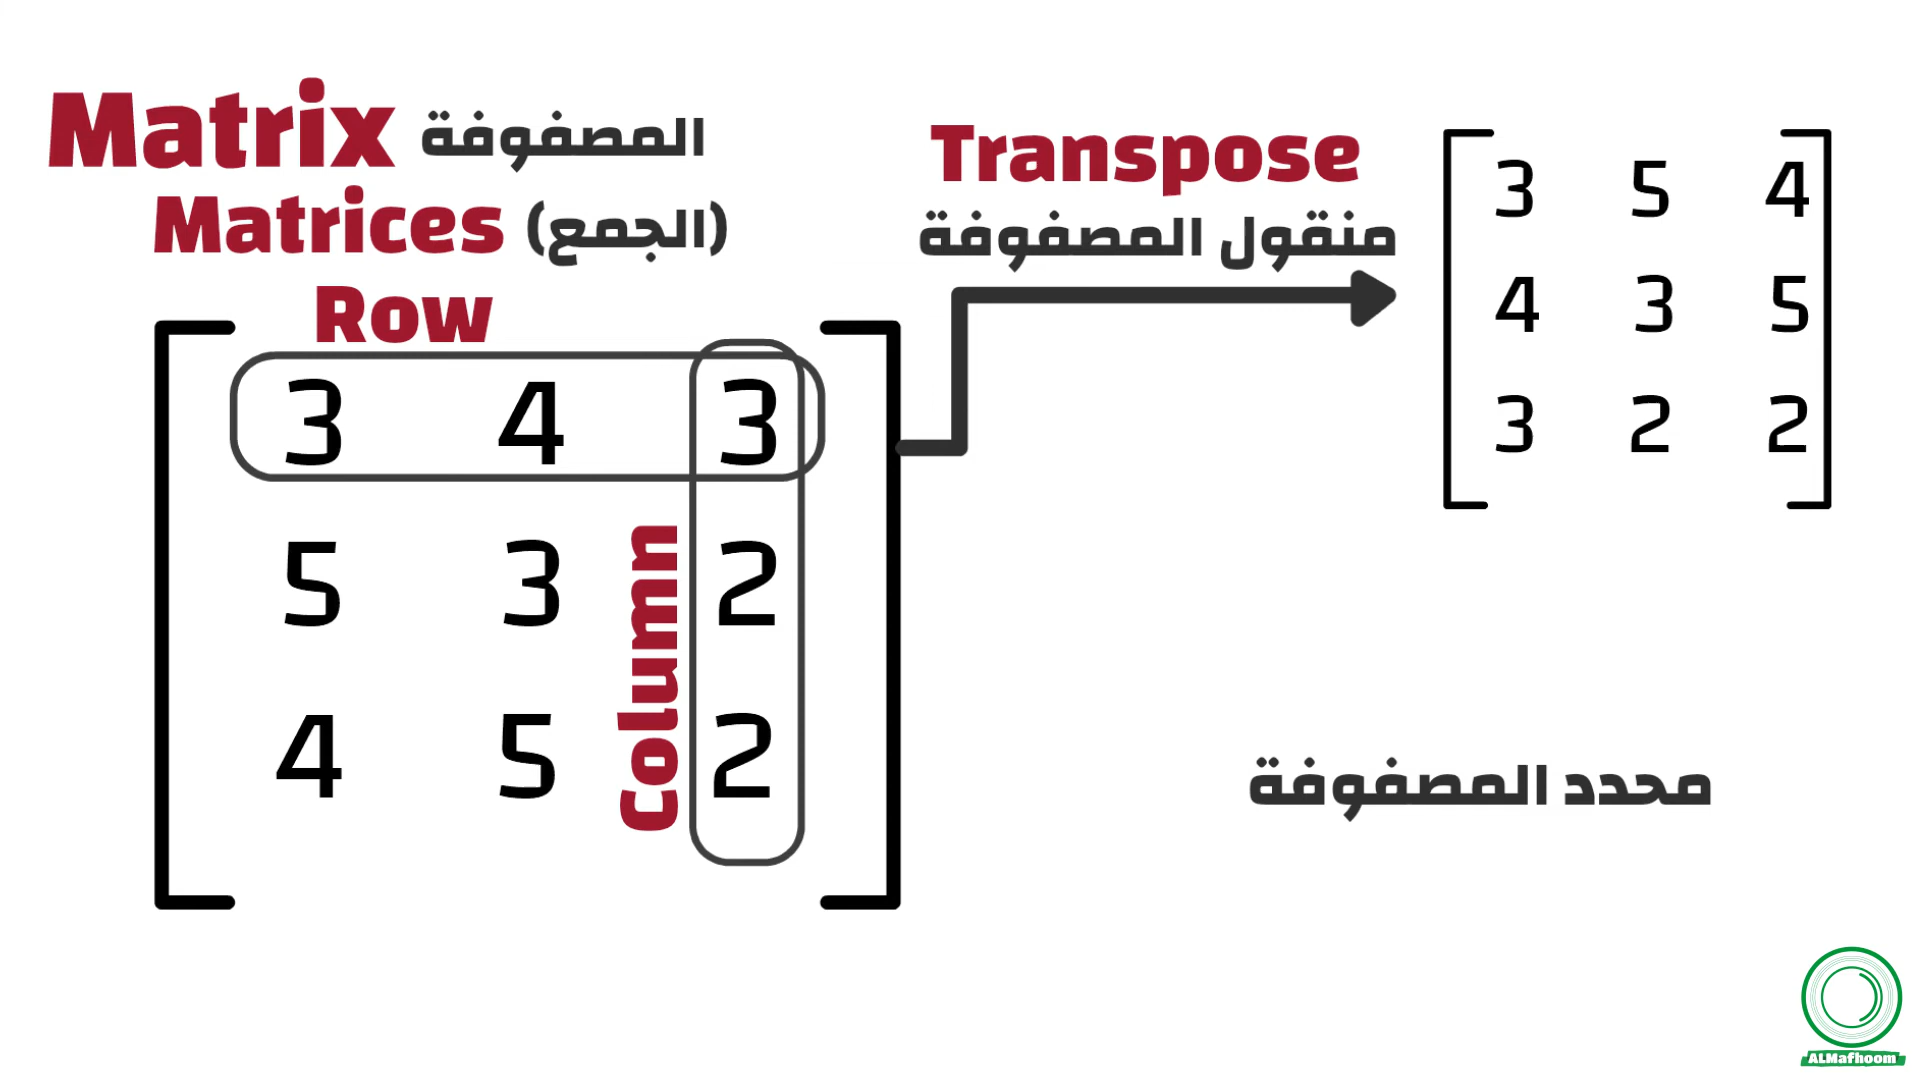 Matrix المصفوفة
Matrices (الجمع)
Row
3 4 3
5 3 2
4 5 2
Column
Transpose
منقول المصفوفة
3 5 4
4 3 5
3 2 2
محدد المصفوفة
ALMafhoom